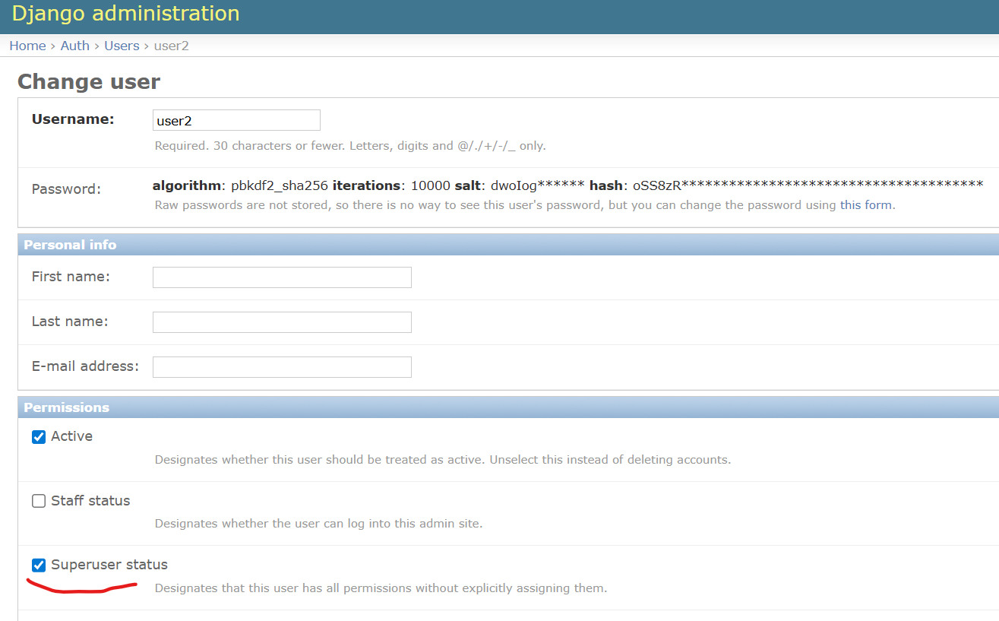 Django administration
Home › Auth › Users › user2
Change user
Username: user2
Required. 30 characters or fewer. Letters, digits and @/./+/-/_ only.
Password: algorithm: pbkdf2_sha256 iterations: 10000 salt: dwoIog****** hash: oSS8zR**************************************
Raw passwords are not stored, so there is no way to see this user's password, but you can change the password using this form.
Personal info
First name:
Last name:
E-mail address:
Permissions
Active
Designates whether this user should be treated as active. Unselect this instead of deleting accounts.
Staff status
Designates whether the user can log into this admin site.
Superuser status
Designates that this user has all permissions without explicitly assigning them.